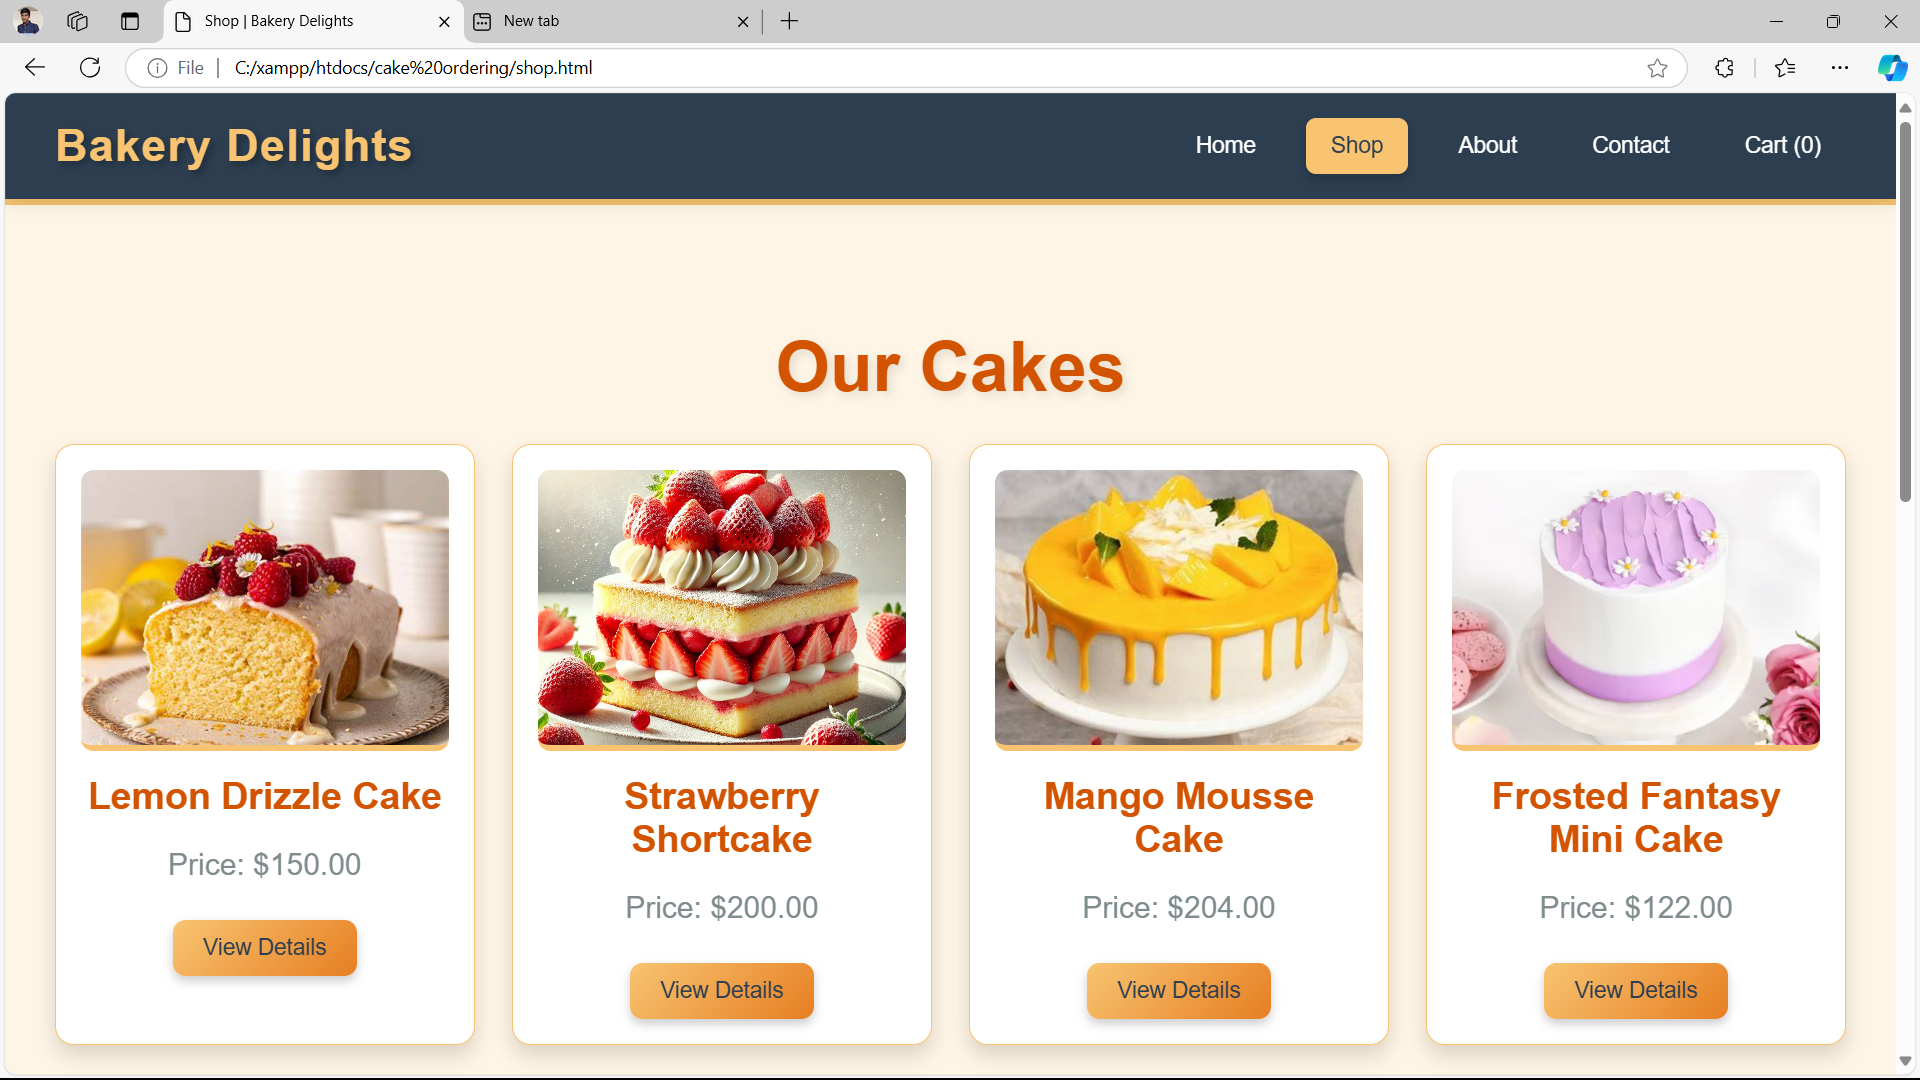 Shop | Bakery Delights
New tab
File
C:/xampp/htdocs/cake%20ordering/shop.html
Bakery Delights
Home
Shop
About
Contact
Cart (0)
Our Cakes
Lemon Drizzle Cake
Price: $150.00
View Details
Strawberry
Shortcake
Price: $200.00
View Details
Mango Mousse
Cake
Price: $204.00
View Details
Frosted Fantasy
Mini Cake
Price: $122.00
View Details